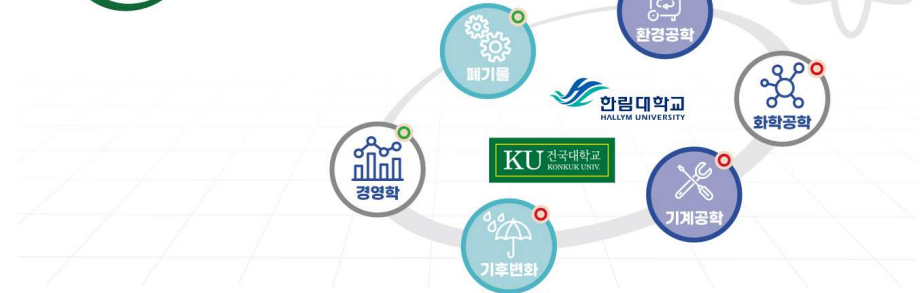 환경공학
폐기물
화학공학
한림대학교
HALLYM UNIVERSITY
KU 건국대학교
KONKUK UNIV.
경영학
기계공학
기후변화